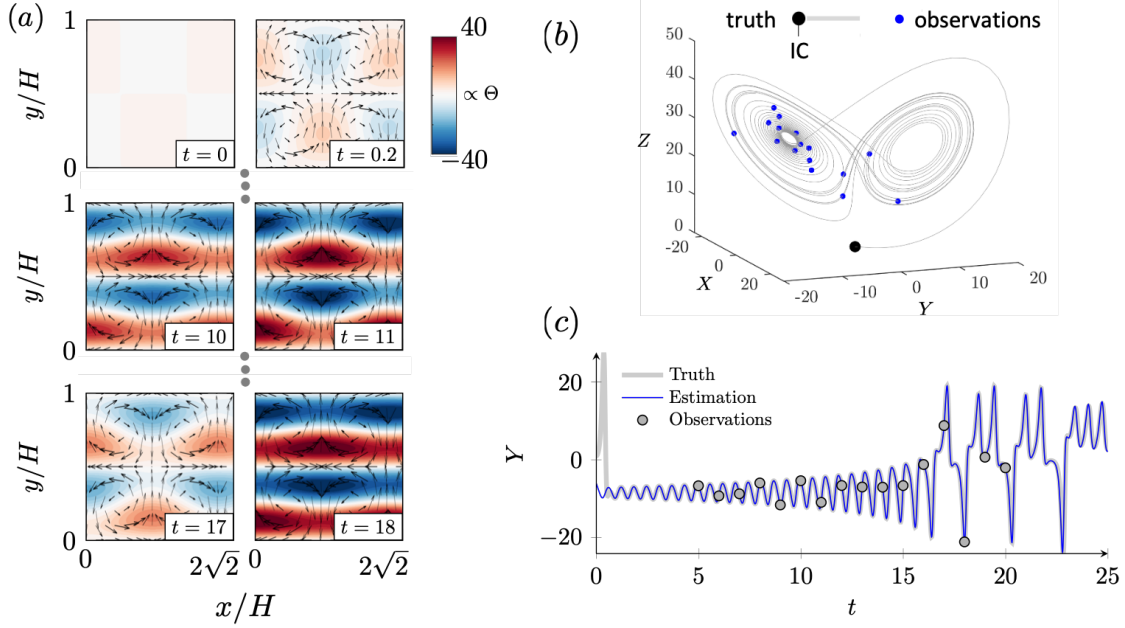 (a)
1
y/H
0
t = 0
t = 0.2
40
∝ Θ
−40
1
y/H
0
t = 10
t = 11
1
y/H
0
t = 17
t = 18
0
2√2
0
2√2
x/H
(b)
truth
IC
observations
50
40
30
Z
20
10
0
-20
0
X
20
-20
-10
0
Y
10
20
(c)
20
0
−20
Y
Truth
Estimation
Observations
0
5
10
15
20
25
t